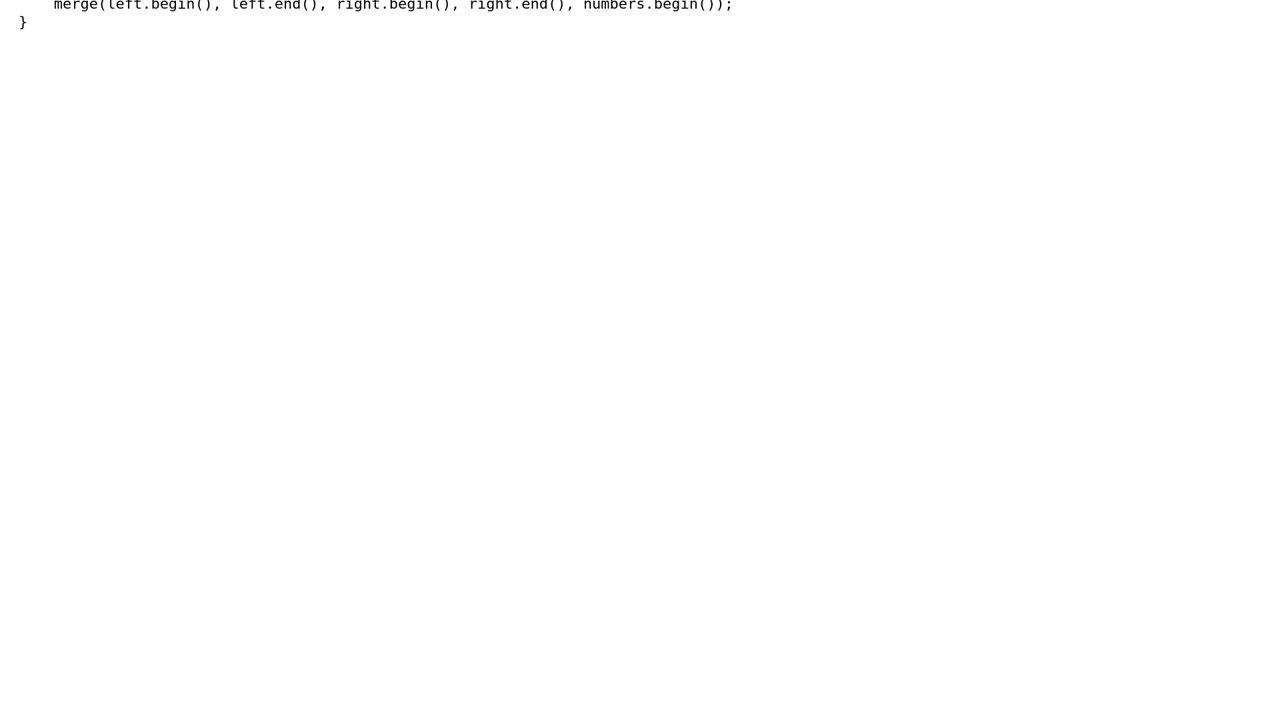 merge(left.begin(), left.end(), right.begin(), right.end(), numbers.begin());
}